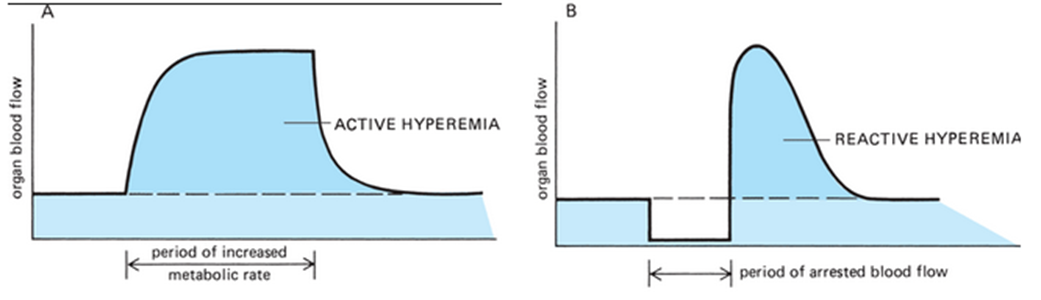 A
organ blood flow
ACTIVE HYPEREMIA
period of increased
metabolic rate
B
organ blood flow
REACTIVE HYPEREMIA
period of arrested blood flow